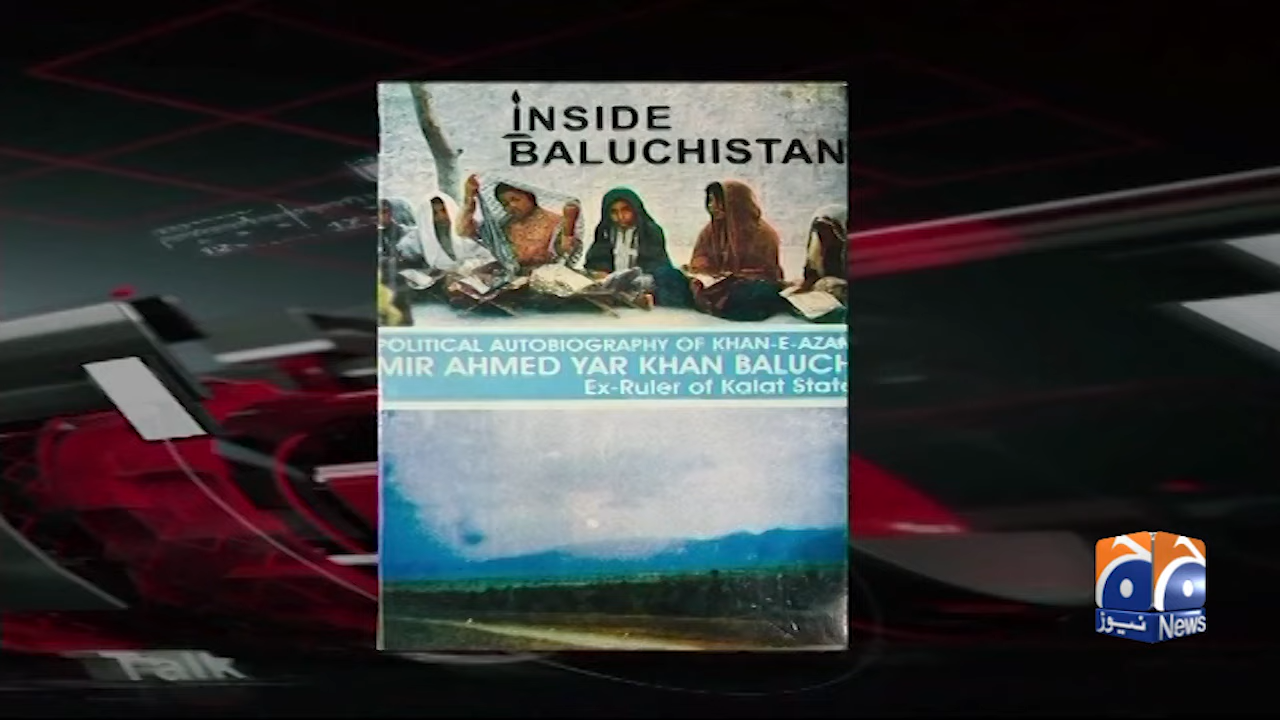 INSIDE
BALUCHISTAN
POLITICAL AUTOBIOGRAPHY OF KHAN-E-AZAM
MIR AHMED YAR KHAN BALUCH
Ex-Ruler of Kalat State
نیوز News
Talk